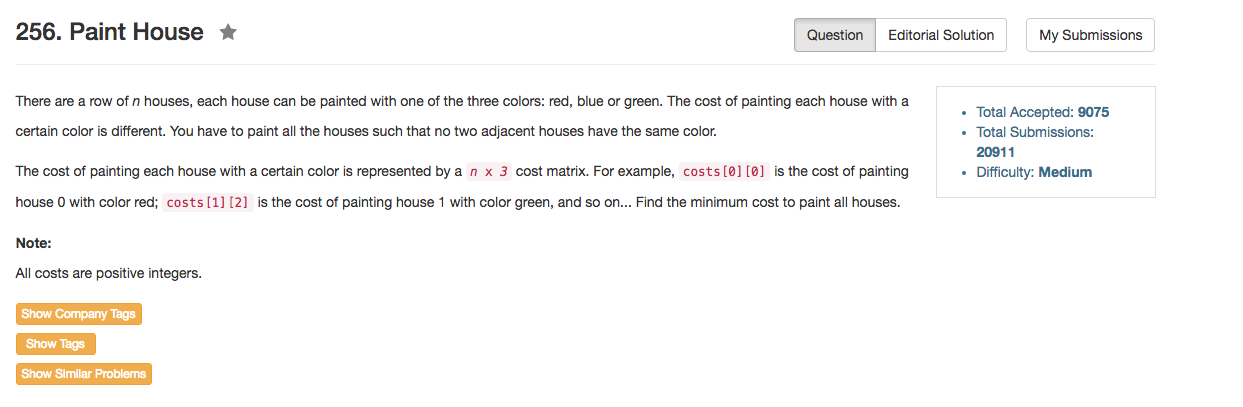 256. Paint House
Question
Editorial Solution
My Submissions
There are a row of n houses, each house can be painted with one of the three colors: red, blue or green. The cost of painting each house with a
certain color is different. You have to paint all the houses such that no two adjacent houses have the same color.
The cost of painting each house with a certain color is represented by a n x 3 cost matrix. For example, costs[0][0] is the cost of painting
house 0 with color red; costs[1][2] is the cost of painting house 1 with color green, and so on... Find the minimum cost to paint all houses.
Note:
All costs are positive integers.
Show Company Tags
Show Tags
Show Similar Problems
Total Accepted: 9075
Total Submissions:
20911
Difficulty: Medium